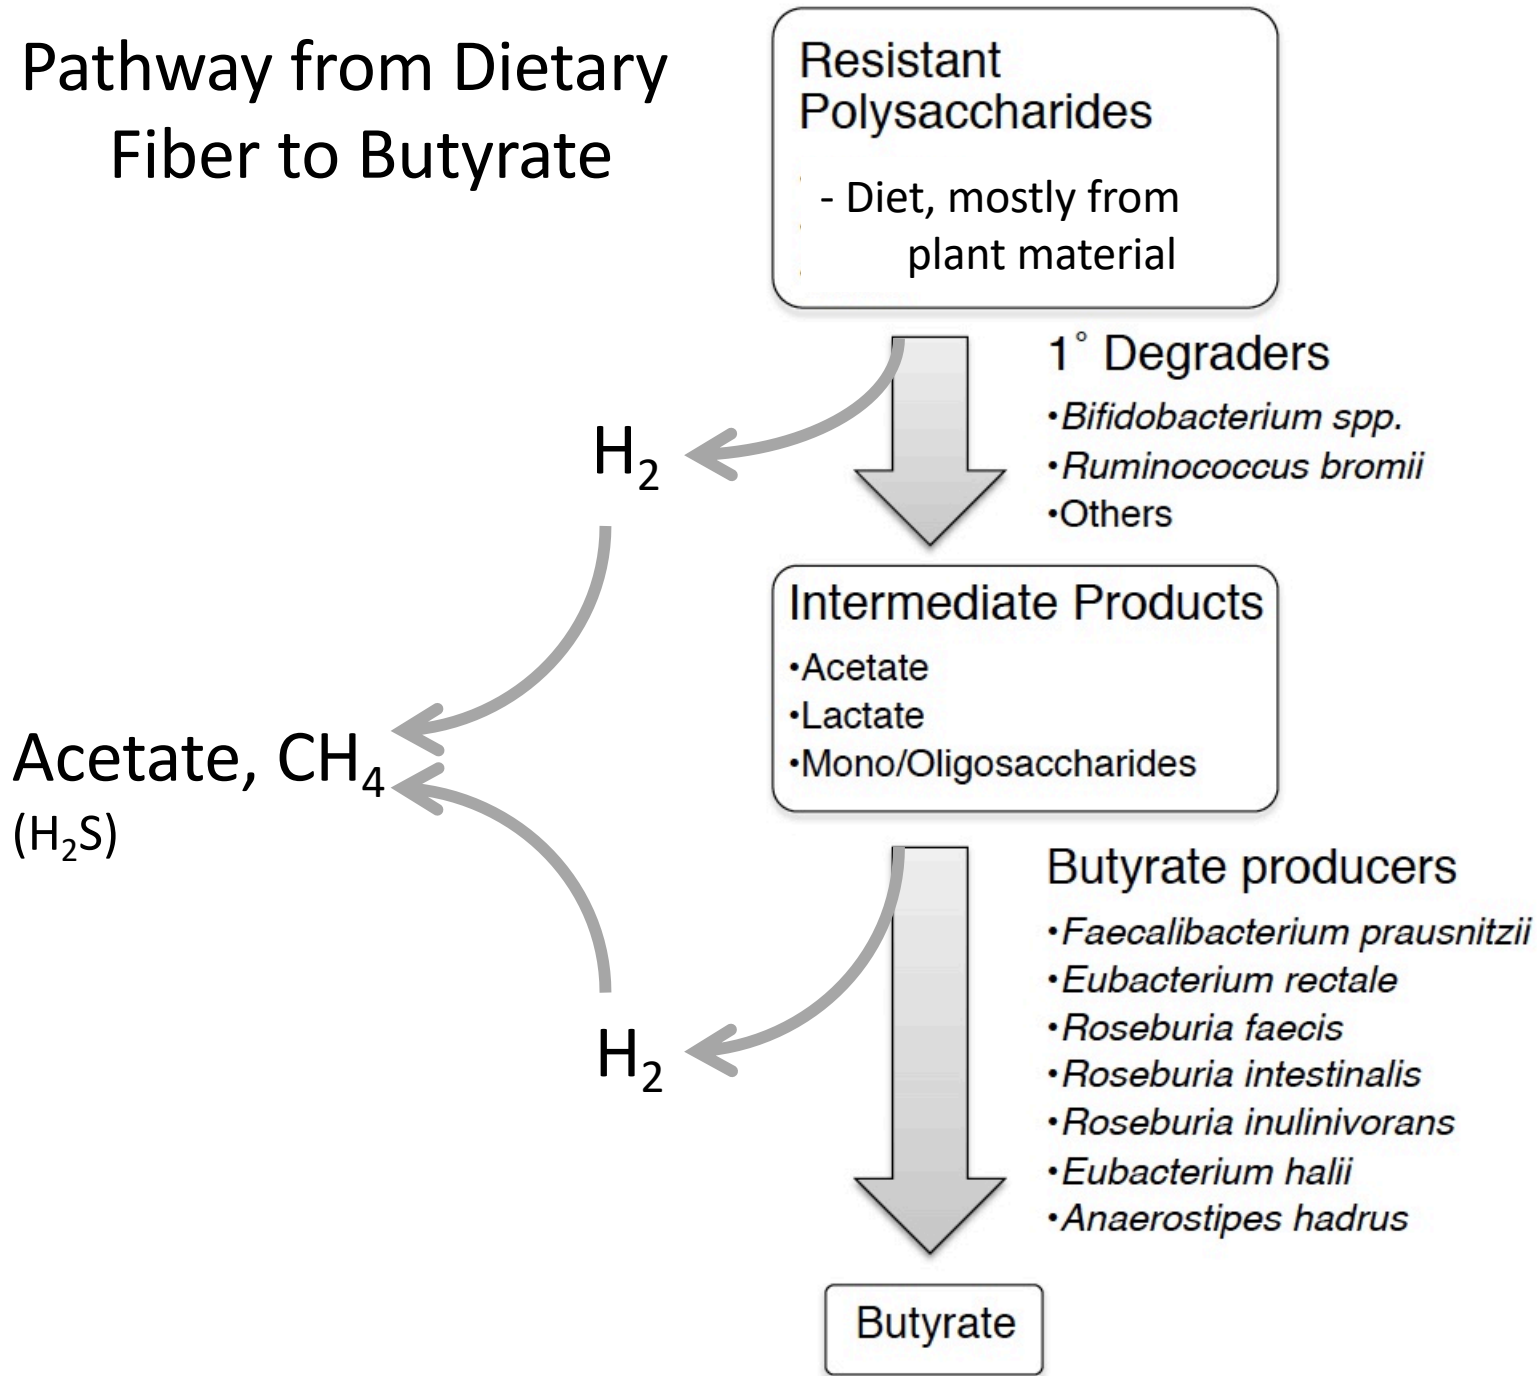 Pathway from Dietary
Fiber to Butyrate
Resistant
Polysaccharides
- Diet, mostly from
plant material
1° Degraders
•Bifidobacterium spp.
•Ruminococcus bromii
•Others
H₂
Intermediate Products
•Acetate
•Lactate
•Mono/Oligosaccharides
Acetate, CH₄
(H₂S)
Butyrate producers
•Faecalibacterium prausnitzii
•Eubacterium rectale
•Roseburia faecis
•Roseburia intestinalis
•Roseburia inulinivorans
•Eubacterium halii
•Anaerostipes hadrus
H₂
Butyrate